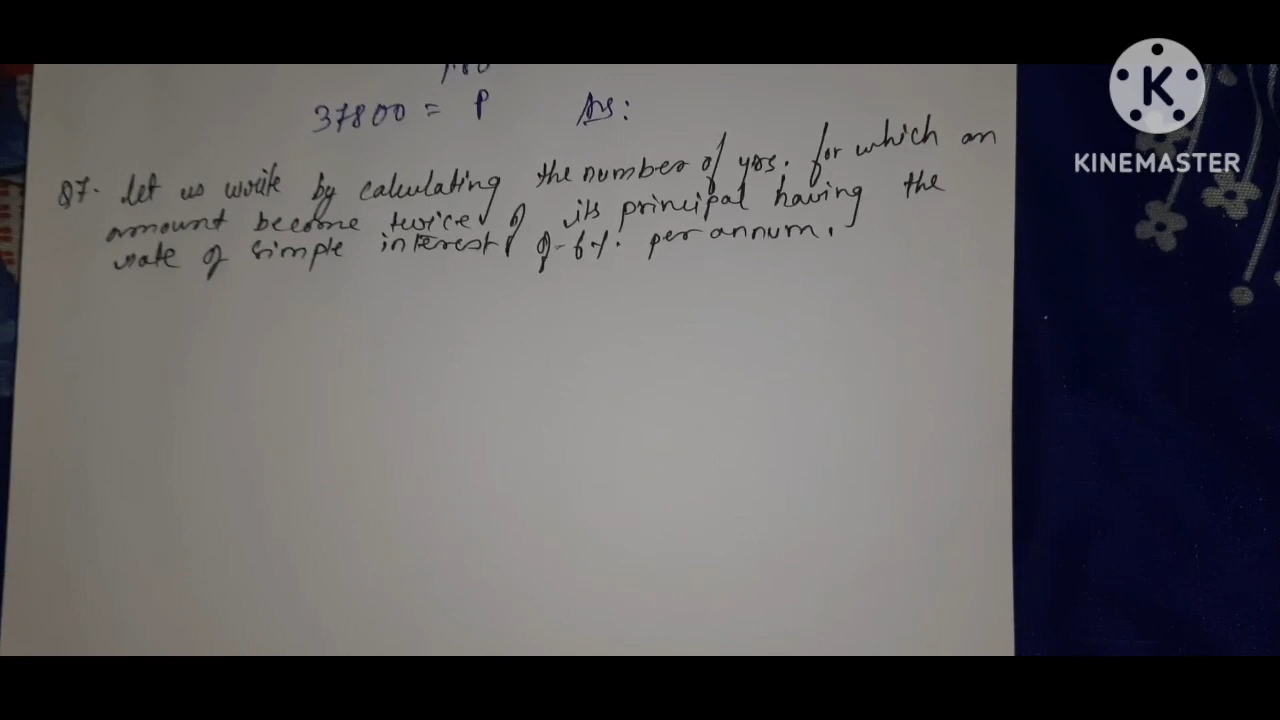 37800 = P Ans:
Q7. Let us write by calculating the number of yrs. for which an
amount become twice of its principal having the
rate of simple interest of 6%. per annum.
K
KINEMASTER